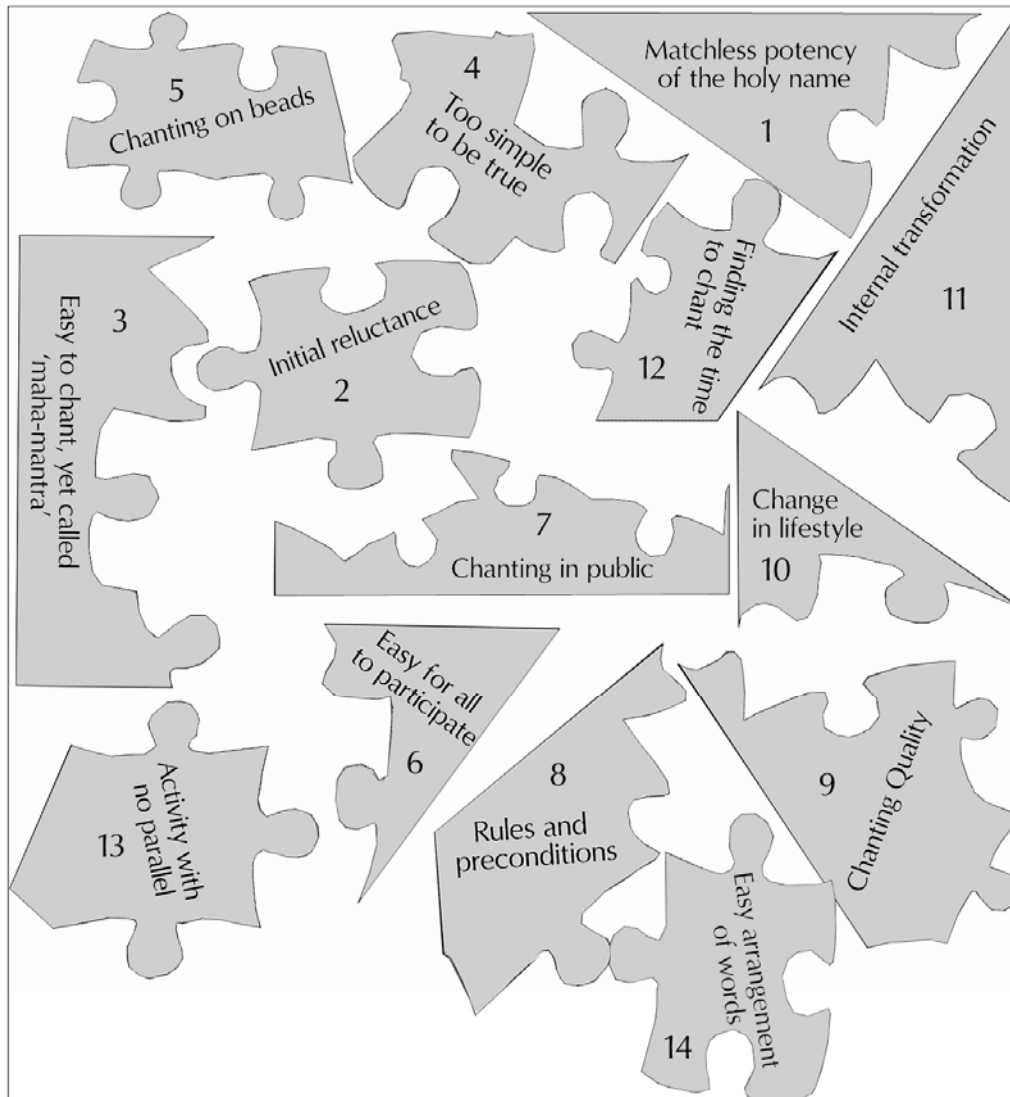 5
Chanting on beads
4
Too simple
to be true
Matchless potency
of the holy name
1
Internal transformation
11
3
Easy to chant, yet called
‘maha-mantra’
Initial reluctance
2
Finding the time
to chant
12
7
Chanting in public
Change
in lifestyle
10
Easy for all
to participate
6
8
Rules and
preconditions
9
Chanting Quality
13
Activity with
no parallel
Easy arrangement
of words
14